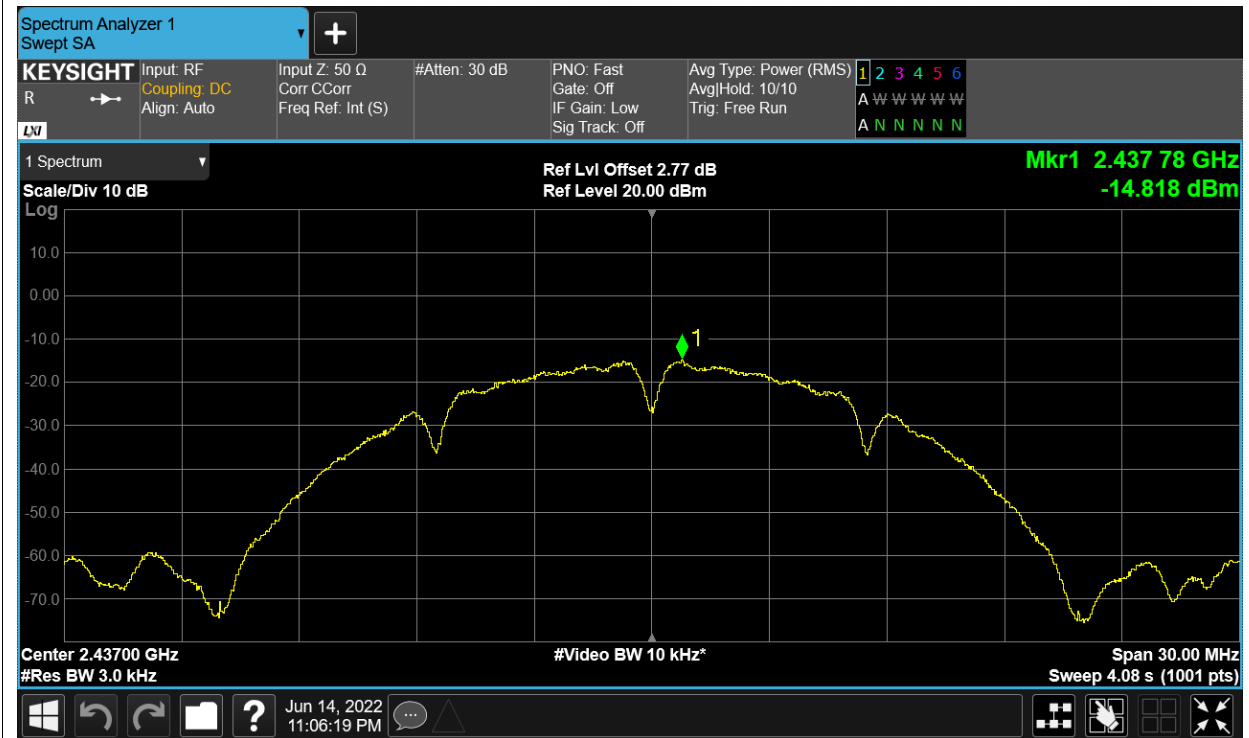 Spectrum Analyzer 1
Swept SA
+
KEYSIGHT
R
LXI
Input: RF
Coupling: DC
Align: Auto
Input Z: 50 Ω
Corr CCorr
Freq Ref: Int (S)
#Atten: 30 dB
PNO: Fast
Gate: Off
IF Gain: Low
Sig Track: Off
Avg Type: Power (RMS)
Avg|Hold: 10/10
Trig: Free Run
1 2 3 4 5 6
A W W W W W
A N N N N N
1 Spectrum
Scale/Div 10 dB
Log
Ref Lvl Offset 2.77 dB
Ref Level 20.00 dBm
Mkr1 2.437 78 GHz
-14.818 dBm
10.0
0.00
-10.0
-20.0
-30.0
-40.0
-50.0
-60.0
-70.0
1
Center 2.43700 GHz
#Res BW 3.0 kHz
#Video BW 10 kHz*
Span 30.00 MHz
Sweep 4.08 s (1001 pts)
?
Jun 14, 2022
11:06:19 PM